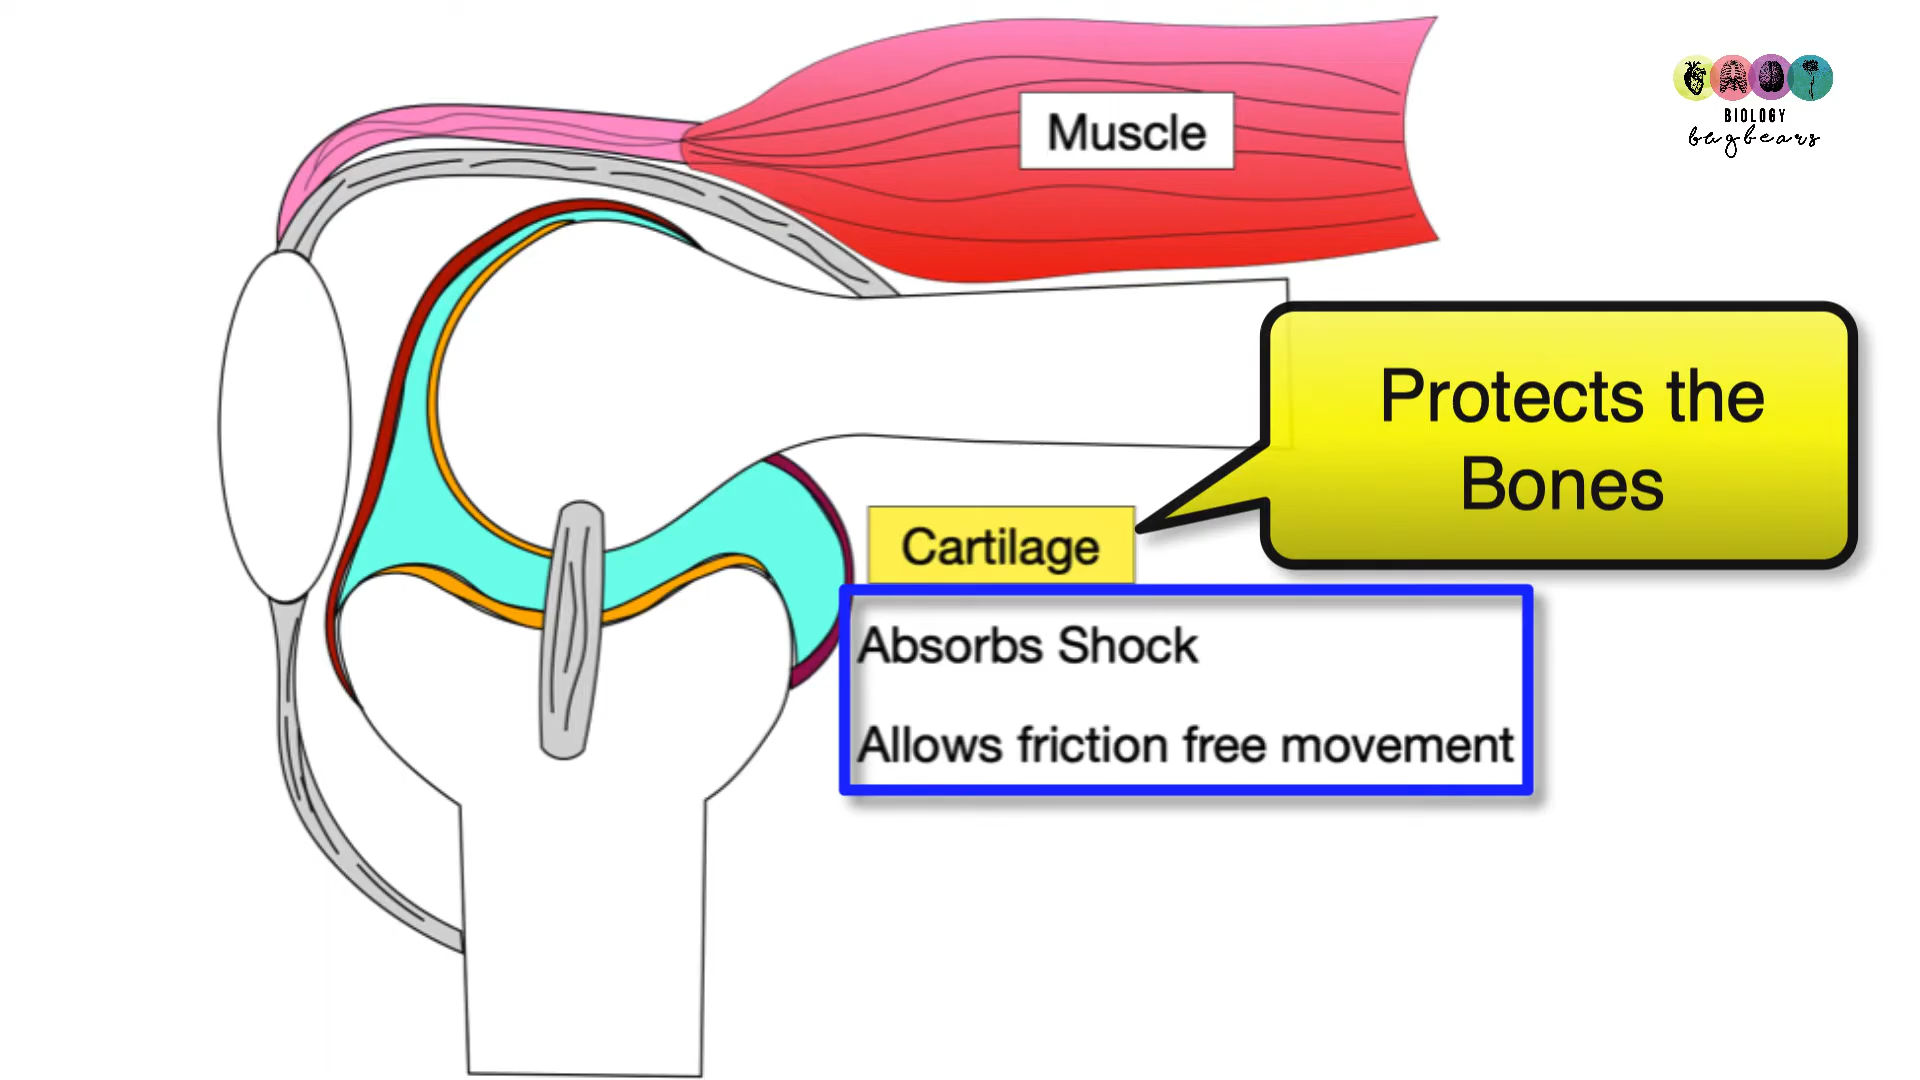 Muscle
BIOLOGY
bugbears
Protects the
Bones
Cartilage
Absorbs Shock
Allows friction free movement